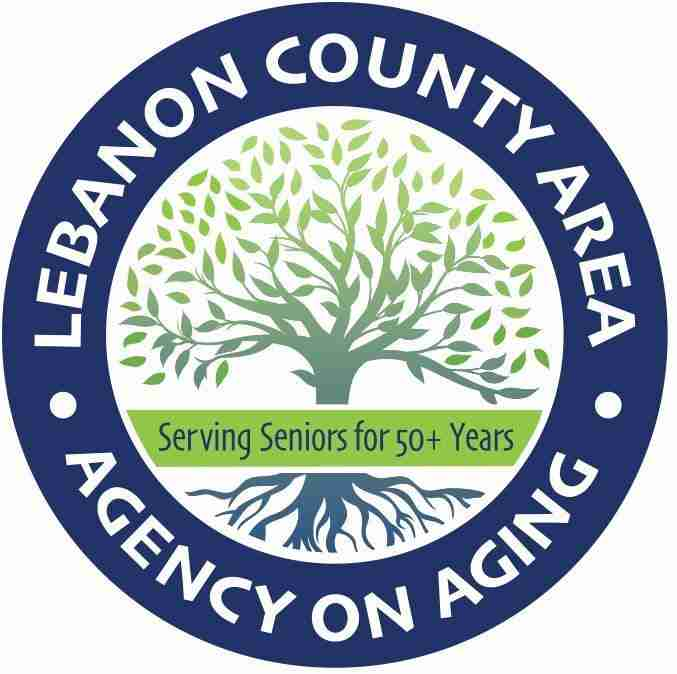 LEBANON COUNTY AREA
Serving Seniors for 50+ Years
AGENCY ON AGING